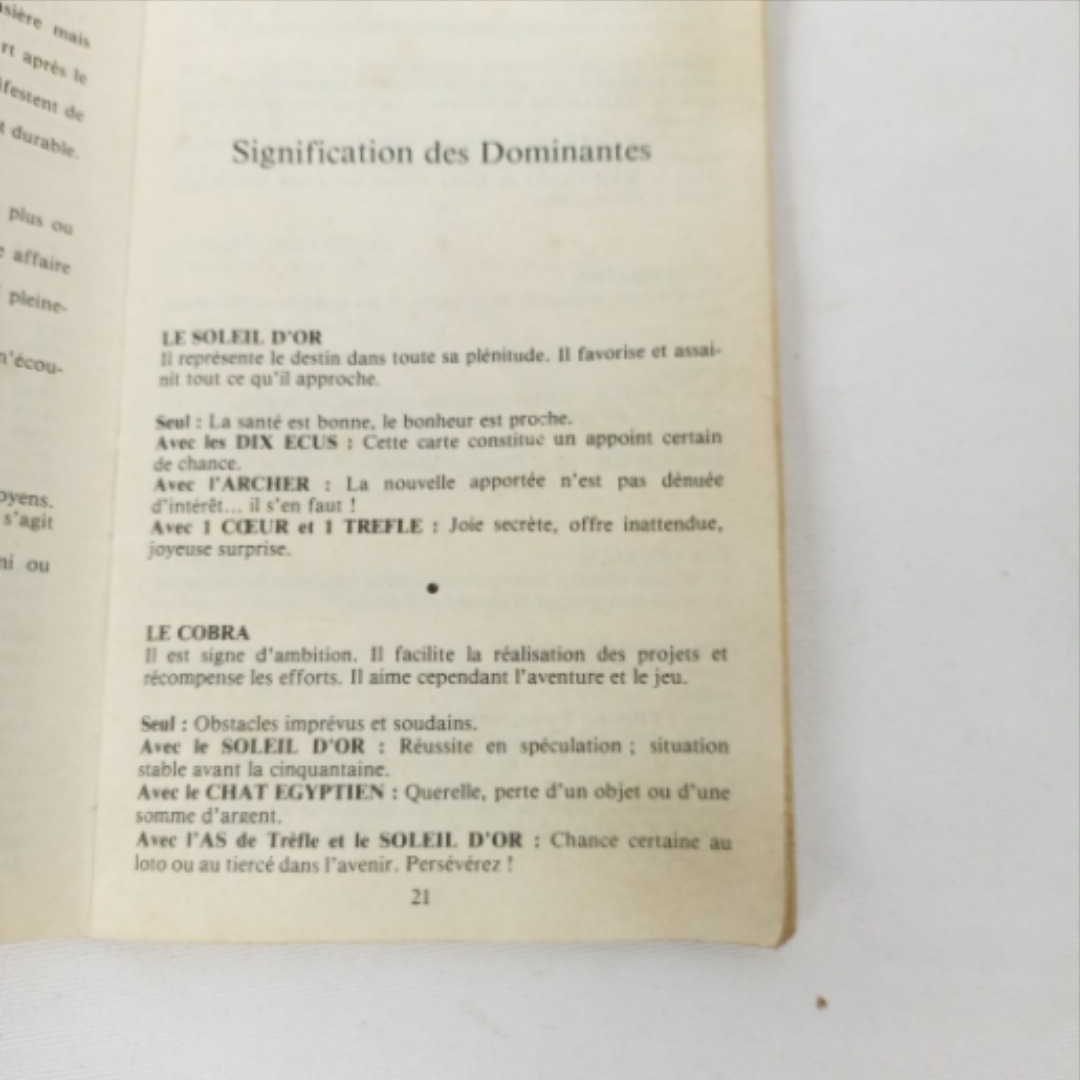 sière mais
rt après le
ifestent de
t durable.
plus ou
affaire
pleine-
n'écou-
oyens.
s'agit
ni ou
Signification des Dominantes
LE SOLEIL D'OR
Il représente le destin dans toute sa plénitude. Il favorise et assai-
nit tout ce qu'il approche.
Seul : La santé est bonne, le bonheur est proche.
Avec les DIX ECUS : Cette carte constitue un appoint certain
de chance.
Avec l'ARCHER : La nouvelle apportée n'est pas dénuée
d'intérêt... il s'en faut !
Avec 1 CŒUR et 1 TREFLE : Joie secrète, offre inattendue,
joyeuse surprise.
•
LE COBRA
Il est signe d'ambition. Il facilite la réalisation des projets et
récompense les efforts. Il aime cependant l'aventure et le jeu.
Seul : Obstacles imprévus et soudains.
Avec le SOLEIL D'OR : Réussite en spéculation ; situation
stable avant la cinquantaine.
Avec le CHAT EGYPTIEN : Querelle, perte d'un objet ou d'une
somme d'argent.
Avec l'AS de Trèfle et le SOLEIL D'OR : Chance certaine au
loto ou au tiercé dans l'avenir. Persévérez !
21